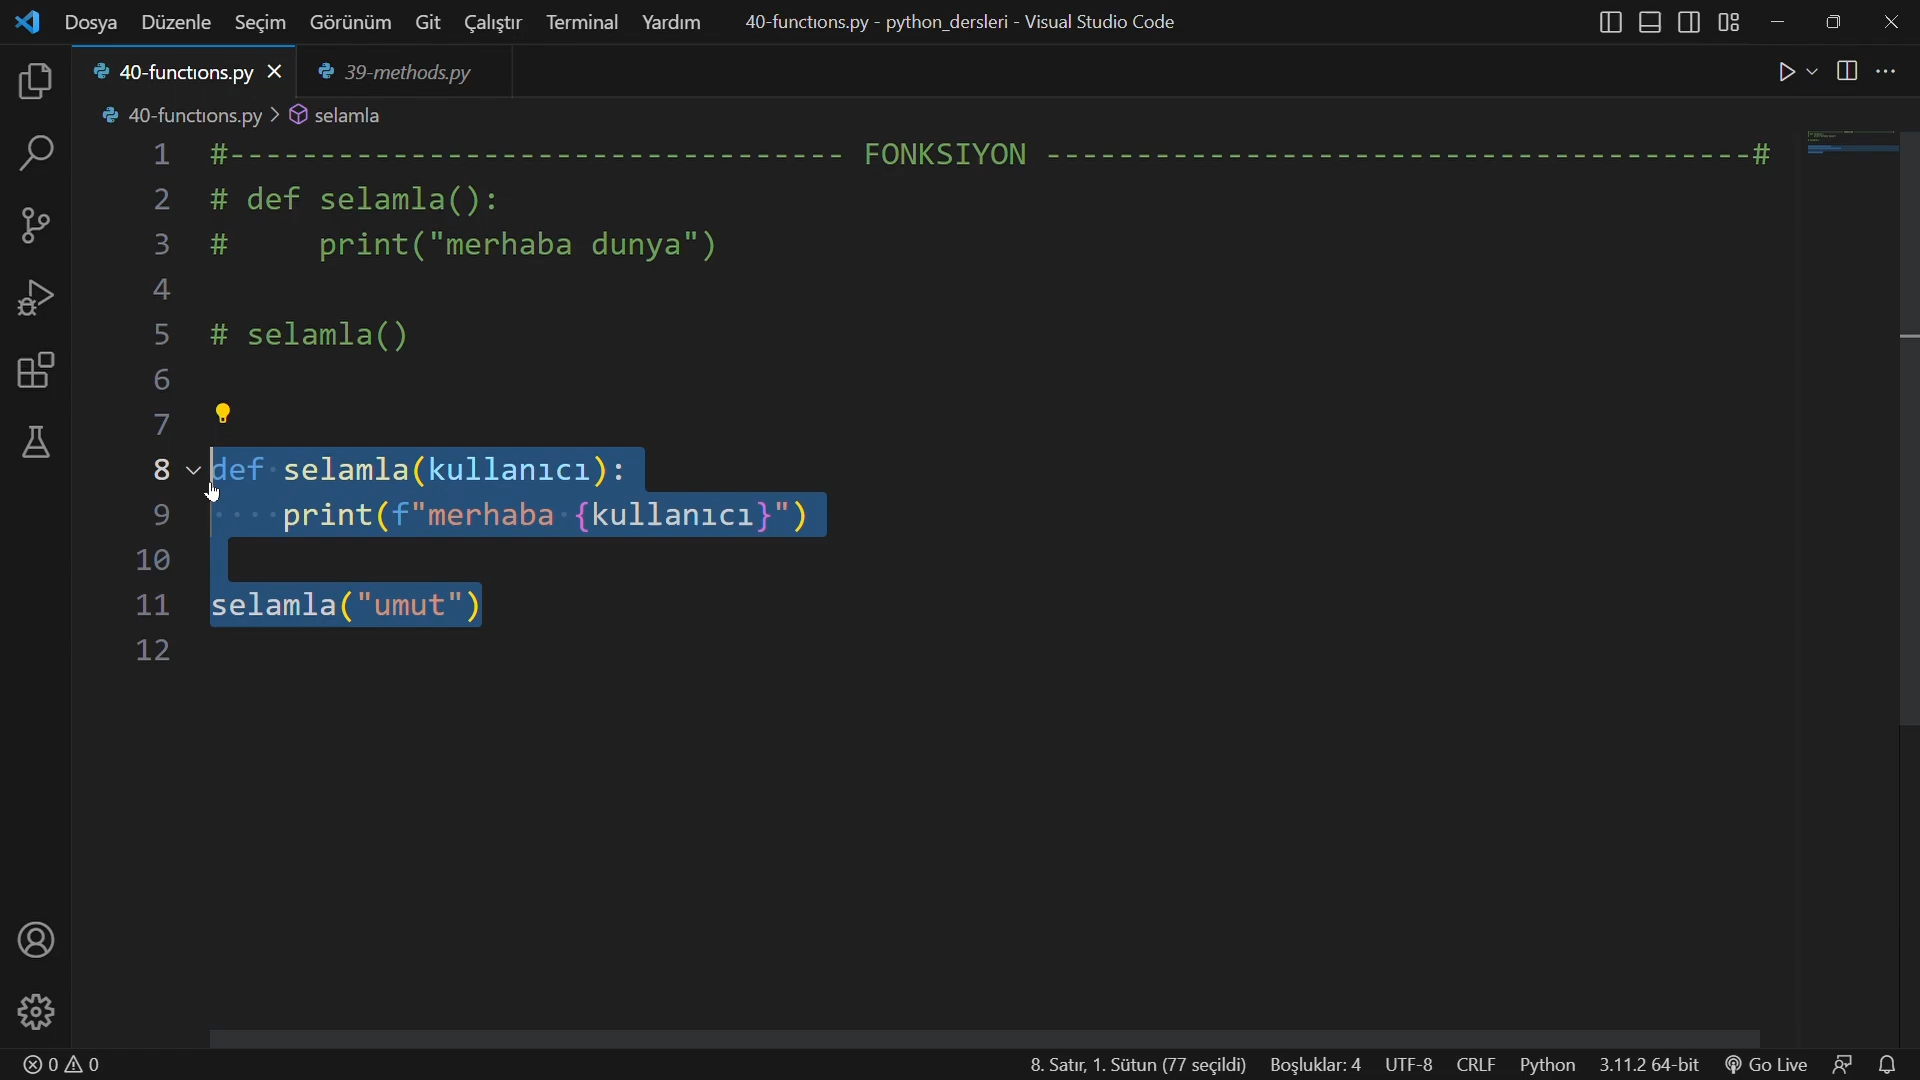 Dosya Düzenle Seçim Görünüm Git Çalıştır Terminal Yardım 40-functıons.py - python_dersleri - Visual Studio Code
40-functıons.py 39-methods.py
40-functıons.py > selamla
1 #---------------------------------- FONKSIYON ---------------------------------------#
2 # def selamla():
3 #     print("merhaba dunya")
4
5 # selamla()
6
7
8 def selamla(kullanıcı):
9     print(f"merhaba {kullanıcı}")
10
11 selamla("umut")
12
0 0 8. Satır, 1. Sütun (77 seçildi) Boşluklar: 4 UTF-8 CRLF Python 3.11.2 64-bit Go Live